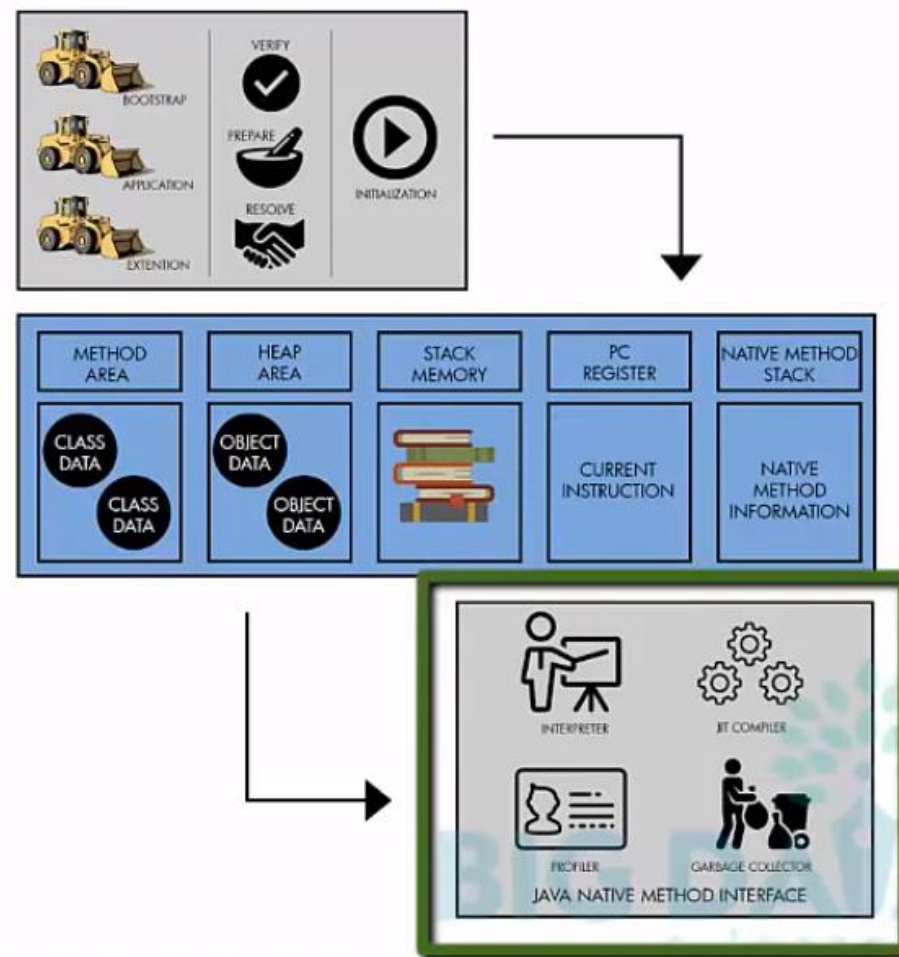 BOOTSTRAP
APPLICATION
EXTENTION
VERIFY
PREPARE
RESOLVE
INITIALIZATION
METHOD
AREA
HEAP
AREA
STACK
MEMORY
PC
REGISTER
NATIVE METHOD
STACK
CLASS
DATA
CLASS
DATA
OBJECT
DATA
OBJECT
DATA
CURRENT
INSTRUCTION
NATIVE
METHOD
INFORMATION
INTERPRETER
JIT COMPILER
PROFILER
GARBAGE COLLECTOR
JAVA NATIVE METHOD INTERFACE
BIG